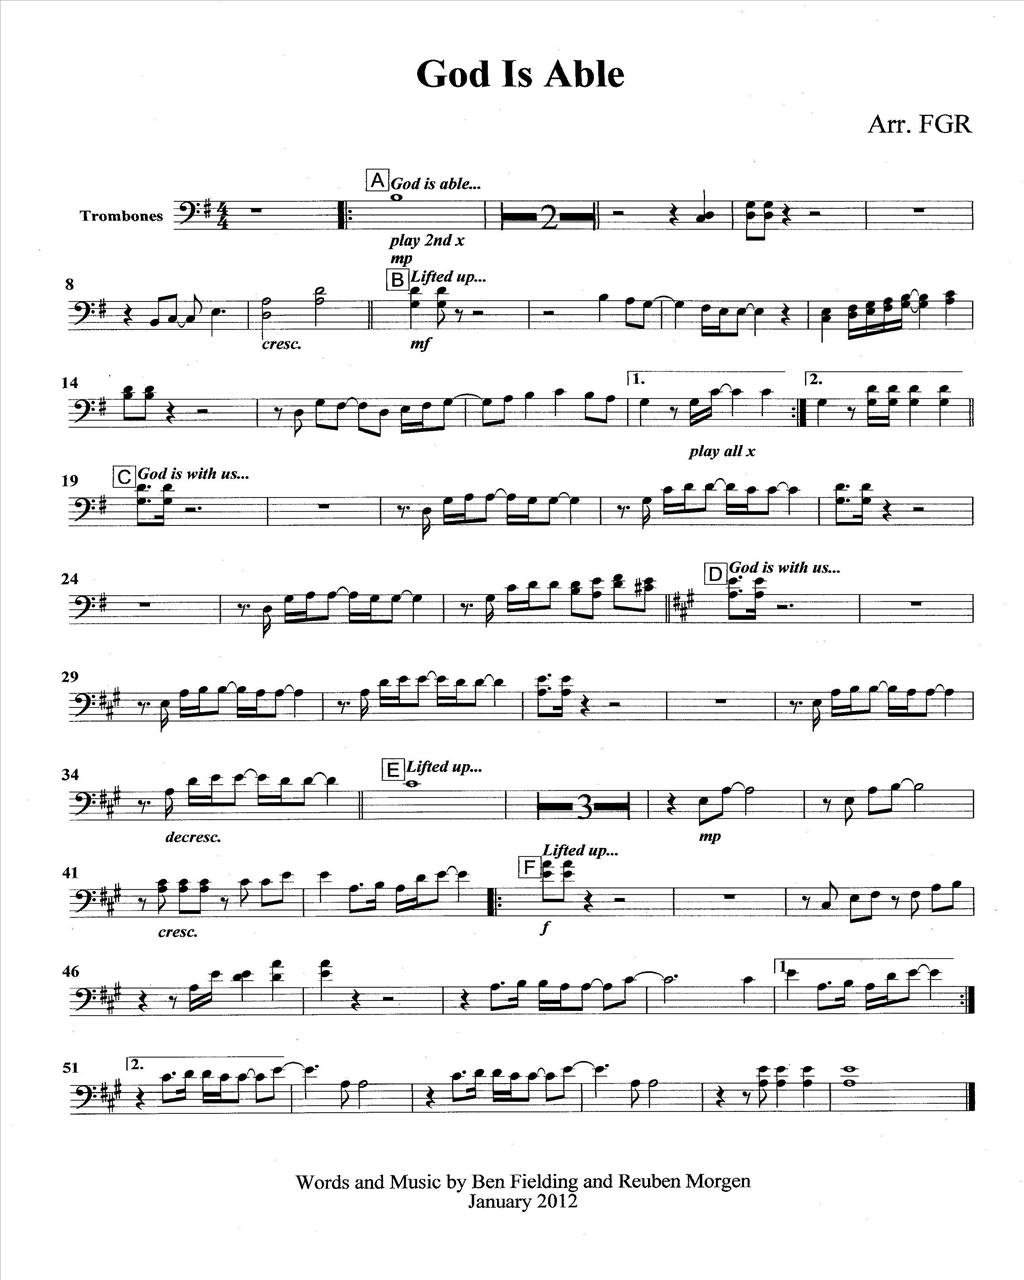 God Is Able
Arr. FGR
A God is able...
Trombones
2
play 2nd x
mp
8
B Lifted up...
cresc.
mf
14
1.
2.
play all x
19
C God is with us...
24
D God is with us...
29
34
E Lifted up...
3
decresc.
mp
41
F Lifted up...
cresc.
f
46
1.
51
2.
Words and Music by Ben Fielding and Reuben Morgen
January 2012